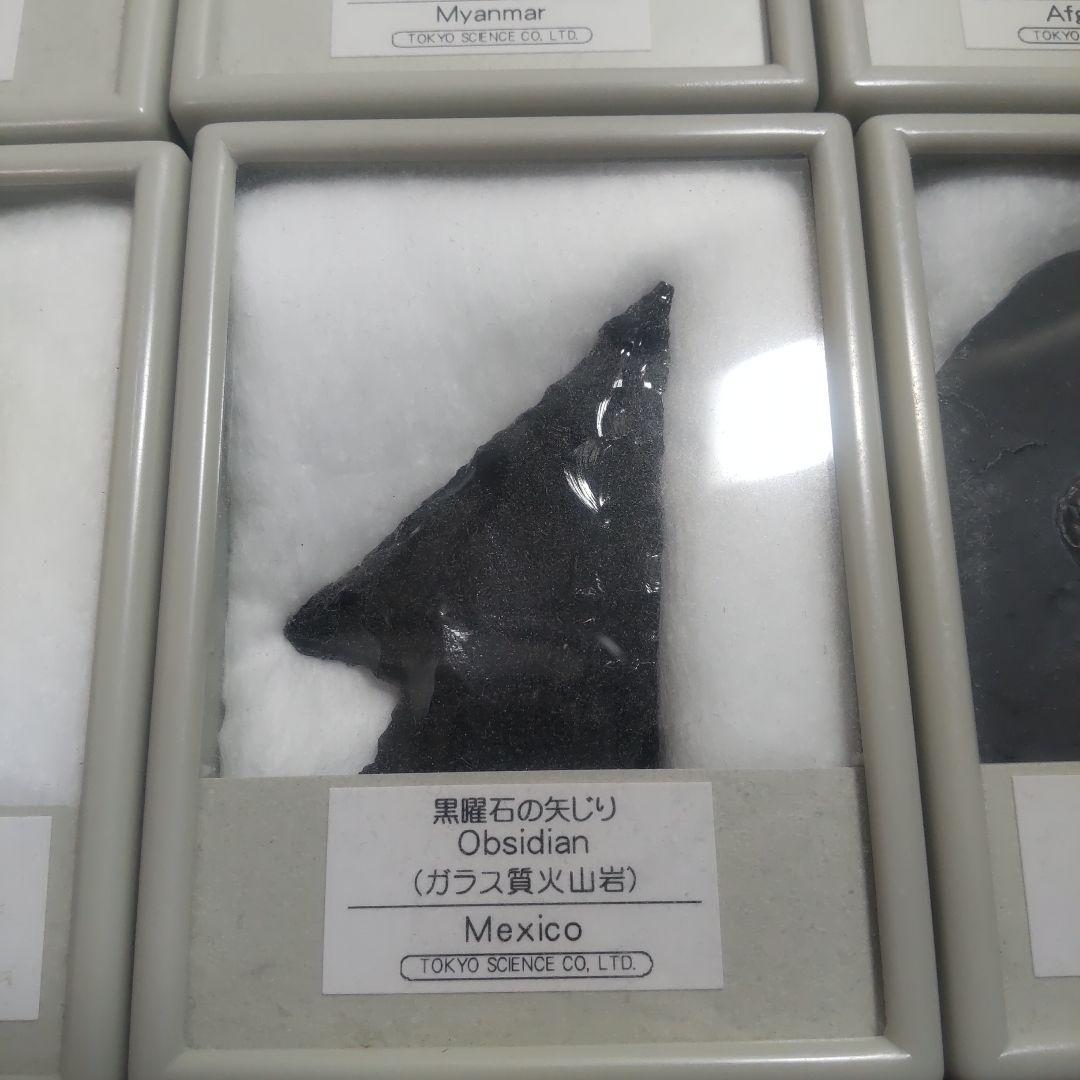 Myanmar
TOKYO SCIENCE CO. LTD.
Afg
TOKYO
黒曜石の矢じり
Obsidian
(ガラス質火山岩)
Mexico
TOKYO SCIENCE CO, LTD.